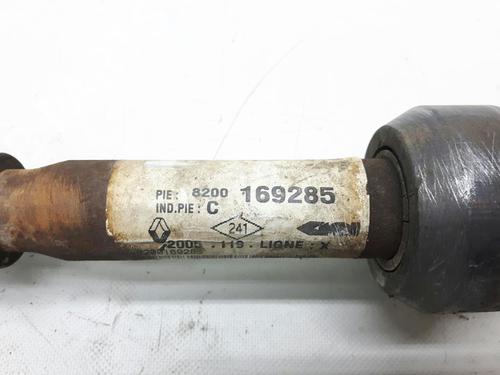 PIE: 8200 169285
IND.PIE: C
241
2005 .119 . LIGNE : X